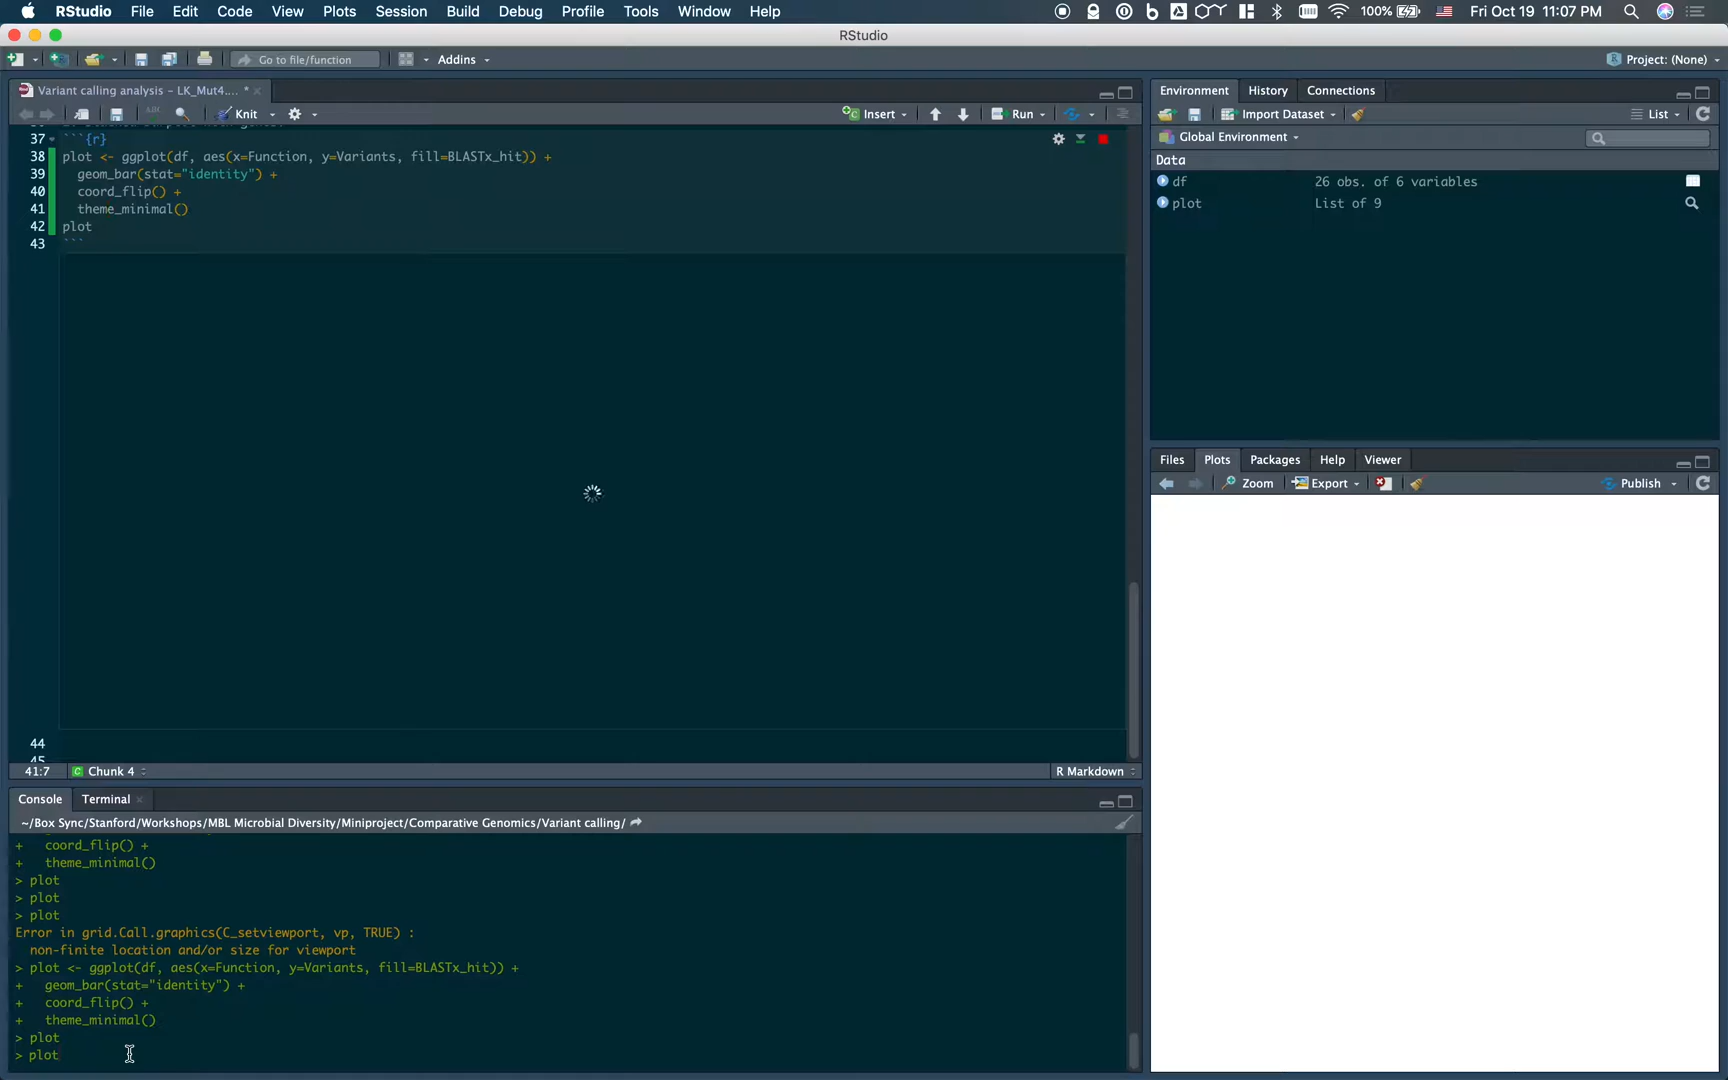 RStudio File Edit Code View Plots Session Build Debug Profile Tools Window Help 100% Fri Oct 19 11:07 PM
RStudio
Go to file/function Addins Project: (None)
Variant calling analysis - LK_Mut4.... *
Knit Insert Run
37 ```{r}
38 plot <- ggplot(df, aes(x=Function, y=Variants, fill=BLASTx_hit)) +
39 geom_bar(stat="identity") +
40 coord_flip() +
41 theme_minimal()
42 plot
43 ```
44
45
41:7 Chunk 4 R Markdown
Console Terminal
~/Box Sync/Stanford/Workshops/MBL Microbial Diversity/Miniproject/Comparative Genomics/Variant calling/
+ coord_flip() +
+ theme_minimal()
> plot
> plot
> plot
Error in grid.Call.graphics(C_setviewport, vp, TRUE) :
non-finite location and/or size for viewport
> plot <- ggplot(df, aes(x=Function, y=Variants, fill=BLASTx_hit)) +
+ geom_bar(stat="identity") +
+ coord_flip() +
+ theme_minimal()
> plot
> plot
Environment History Connections
Import Dataset List
Global Environment
Data
df 26 obs. of 6 variables
plot List of 9
Files Plots Packages Help Viewer
Zoom Export Publish